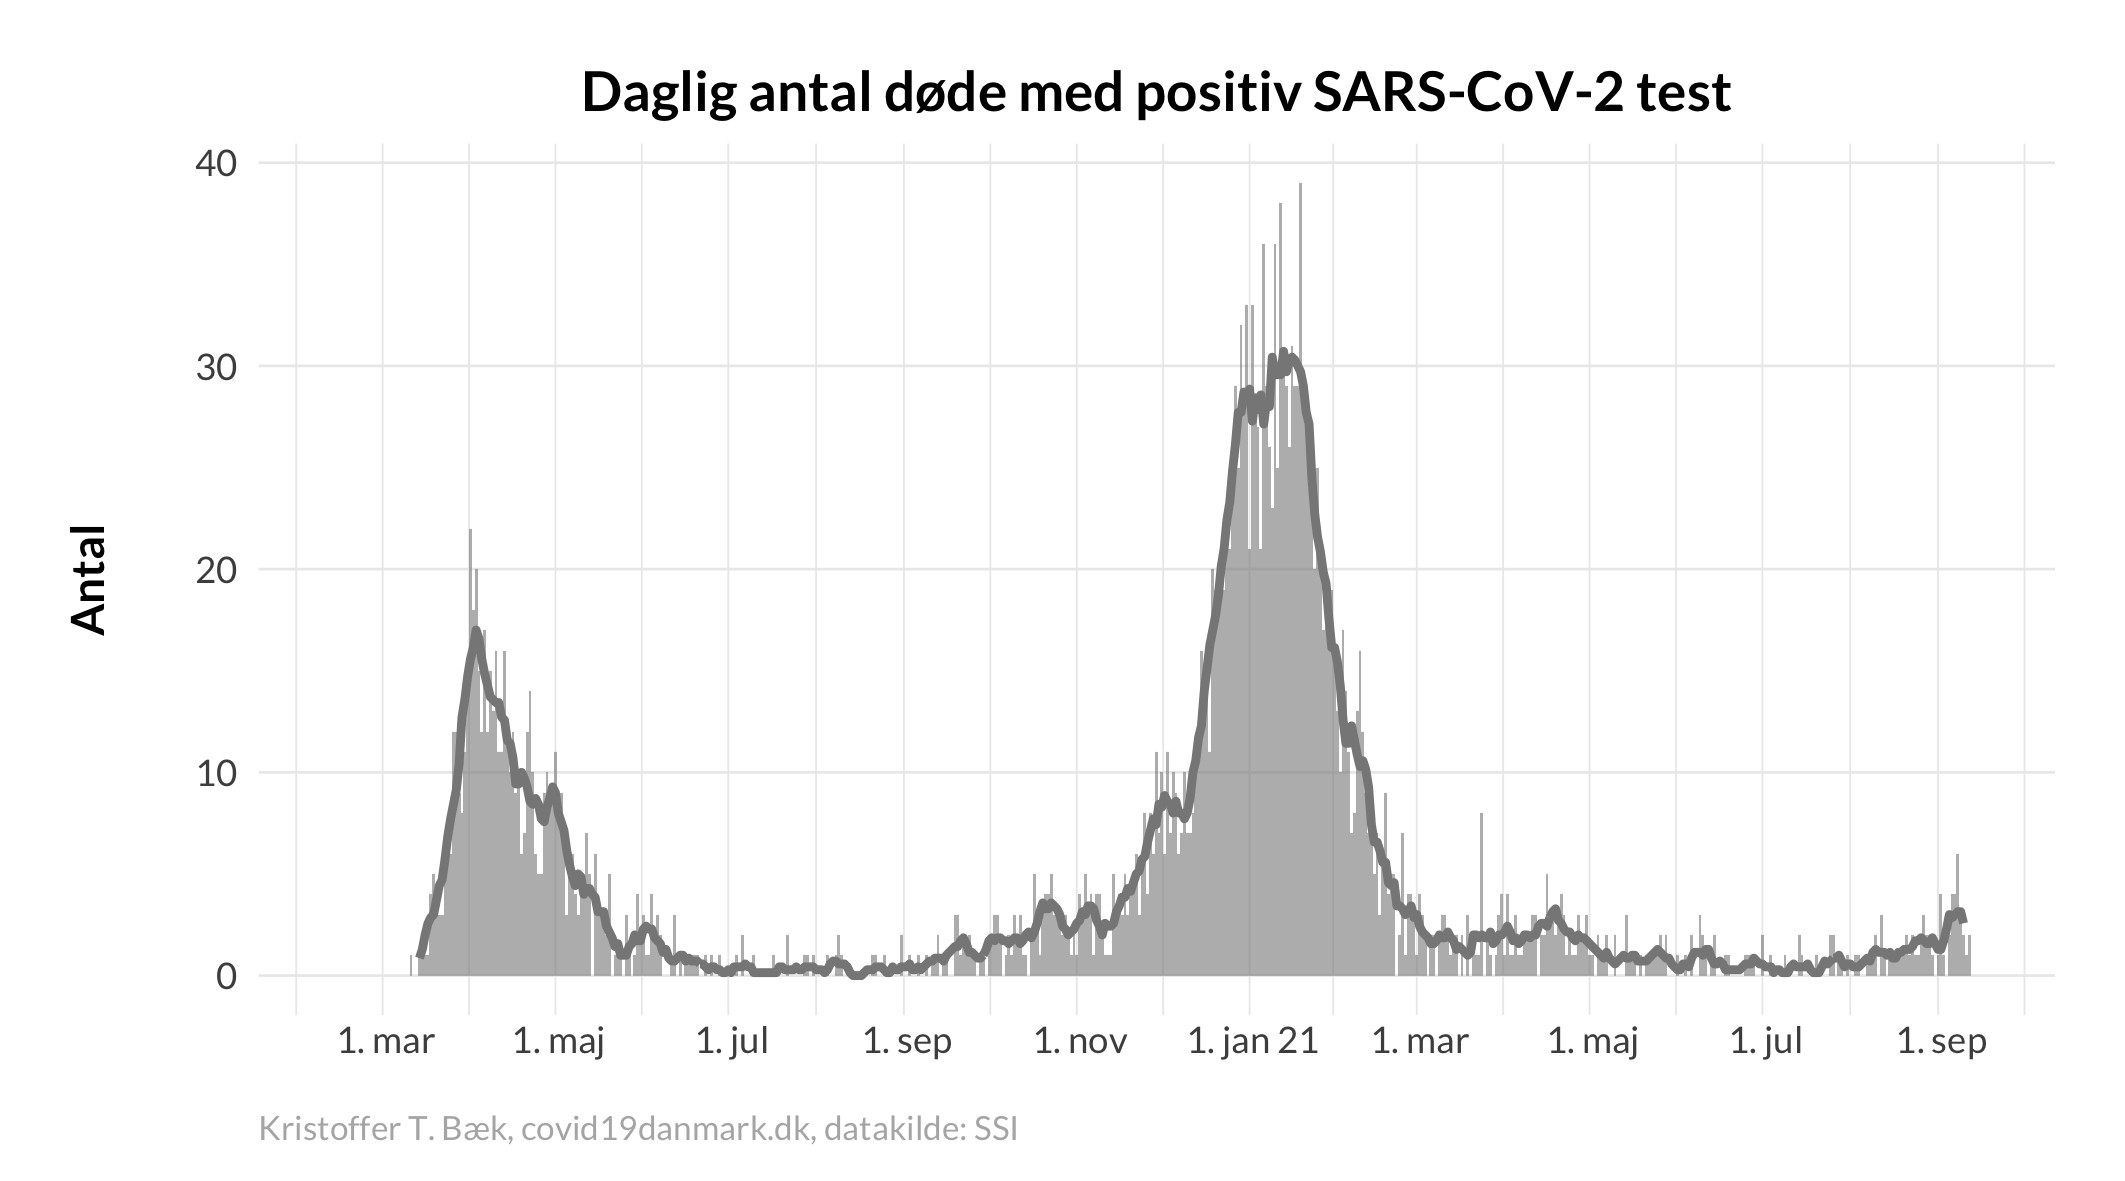 Daglig antal døde med positiv SARS-CoV-2 test
Antal
40
30
20
10
0
1. mar 1. maj 1. jul 1. sep 1. nov 1. jan 21 1. mar 1. maj 1. jul 1. sep
Kristoffer T. Bæk, covid19danmark.dk, datakilde: SSI